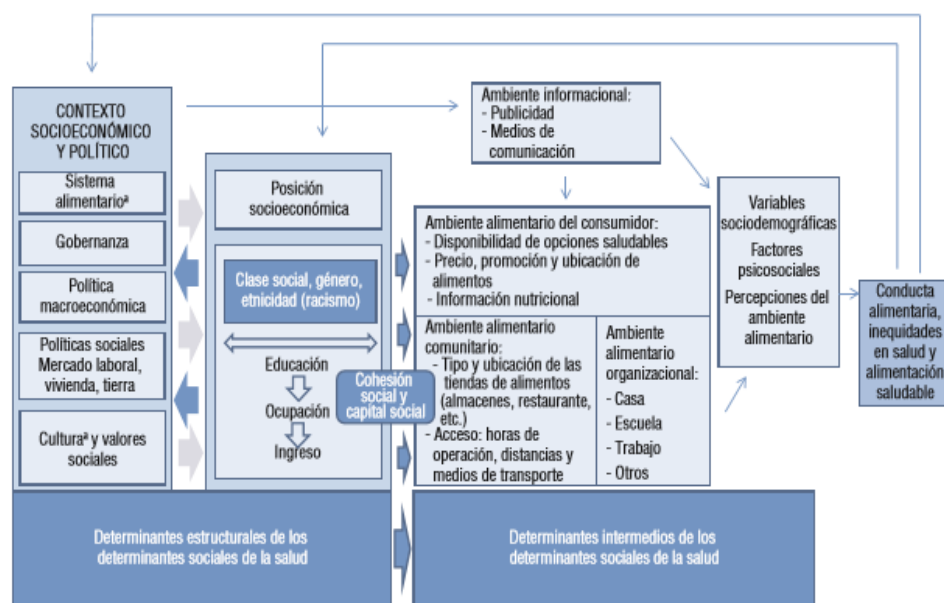 CONTEXTO
SOCIOECONÓMICO
Y POLÍTICO
Sistema
alimentarioª
Gobernanza
Política
macroeconómica
Políticas sociales
Mercado laboral,
vivienda, tierra
Culturaª y valores
sociales
Posición
socioeconómica
Clase social, género,
etnicidad (racismo)
Educación
Ocupación
Ingreso
Cohesión
social y
capital social
Ambiente informacional:
- Publicidad
- Medios de
comunicación
Ambiente alimentario del consumidor:
- Disponibilidad de opciones saludables
- Precio, promoción y ubicación de
alimentos
- Información nutricional
Ambiente alimentario
comunitario:
- Tipo y ubicación de las
tiendas de alimentos
(almacenes, restaurante,
etc.)
- Acceso: horas de
operación, distancias y
medios de transporte
Ambiente
alimentario
organizacional:
- Casa
- Escuela
- Trabajo
- Otros
Variables
sociodemográficas
Factores
psicosociales
Percepciones del
ambiente
alimentario
Conducta
alimentaria,
inequidades
en salud y
alimentación
saludable
Determinantes estructurales de los
determinantes sociales de la salud
Determinantes intermedios de los
determinantes sociales de la salud